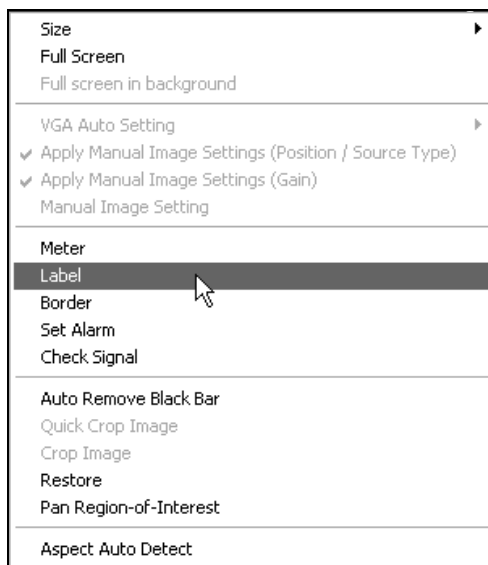 Size
Full Screen
Full screen in background
VGA Auto Setting
Apply Manual Image Settings (Position / Source Type)
Apply Manual Image Settings (Gain)
Manual Image Setting
Meter
Label
Border
Set Alarm
Check Signal
Auto Remove Black Bar
Quick Crop Image
Crop Image
Restore
Pan Region-of-Interest
Aspect Auto Detect